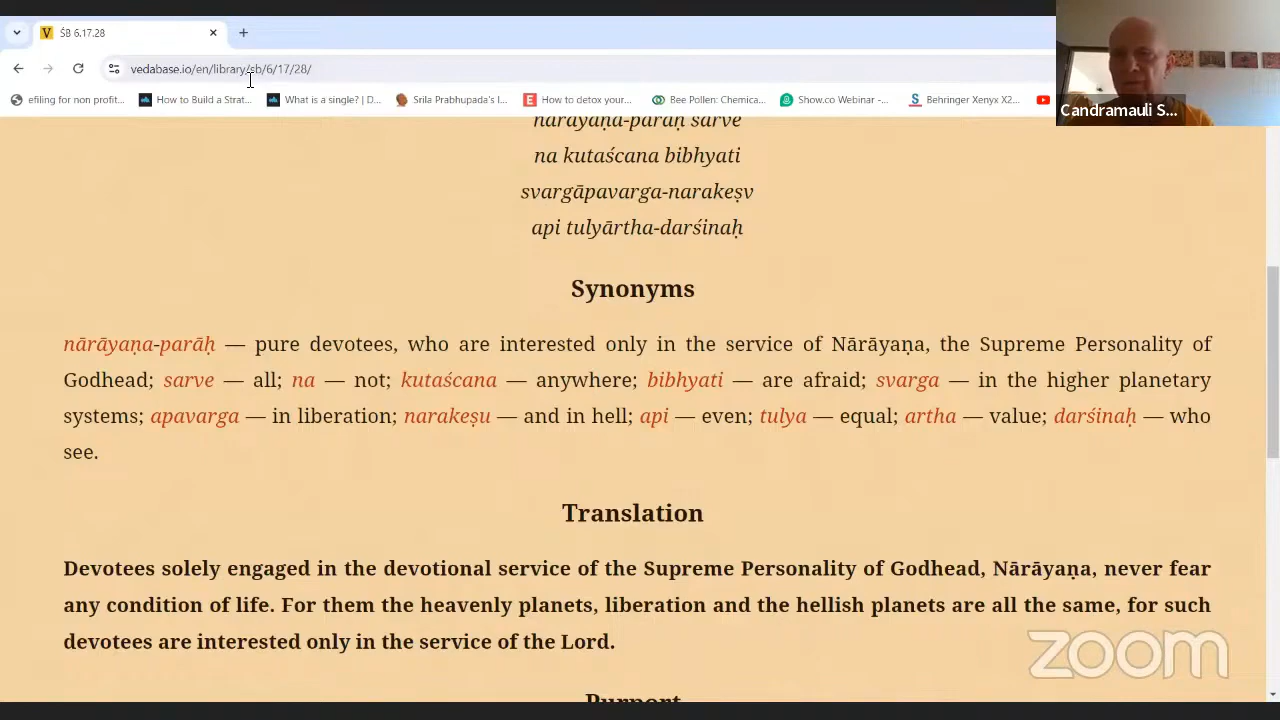 ŚB 6.17.28
vedabase.io/en/library/sb/6/17/28/
efiling for non profit...
How to Build a Strat...
What is a single? | D...
Srila Prabhupada's l...
How to detox your...
Bee Pollen: Chemica...
Show.co Webinar -...
Behringer Xenyx X2...
Candramauli S...
nārāyaṇa-parāḥ sarve
na kutaścana bibhyati
svargāpavarga-narakeṣv
api tulyārtha-darśinaḥ
Synonyms
nārāyaṇa-parāḥ — pure devotees, who are interested only in the service of Nārāyaṇa, the Supreme Personality of
Godhead; sarve — all; na — not; kutaścana — anywhere; bibhyati — are afraid; svarga — in the higher planetary
systems; apavarga — in liberation; narakeṣu — and in hell; api — even; tulya — equal; artha — value; darśinaḥ — who
see.
Translation
Devotees solely engaged in the devotional service of the Supreme Personality of Godhead, Nārāyaṇa, never fear
any condition of life. For them the heavenly planets, liberation and the hellish planets are all the same, for such
devotees are interested only in the service of the Lord.
zoom
Purport